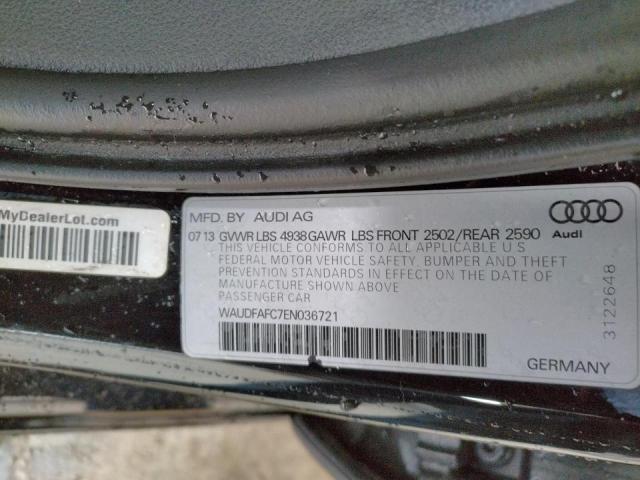 MyDealerLot.com
MFD. BY AUDI AG
07 13 GVWR LBS 4938 GAWR LBS FRONT 2502/REAR 2590
THIS VEHICLE CONFORMS TO ALL APPLICABLE U S
FEDERAL MOTOR VEHICLE SAFETY, BUMPER AND THEFT
PREVENTION STANDARDS IN EFFECT ON THE DATE OF
MANUFACTURE SHOWN ABOVE
PASSENGER CAR
WAUDFAFC7EN036721
Audi
3122648
GERMANY